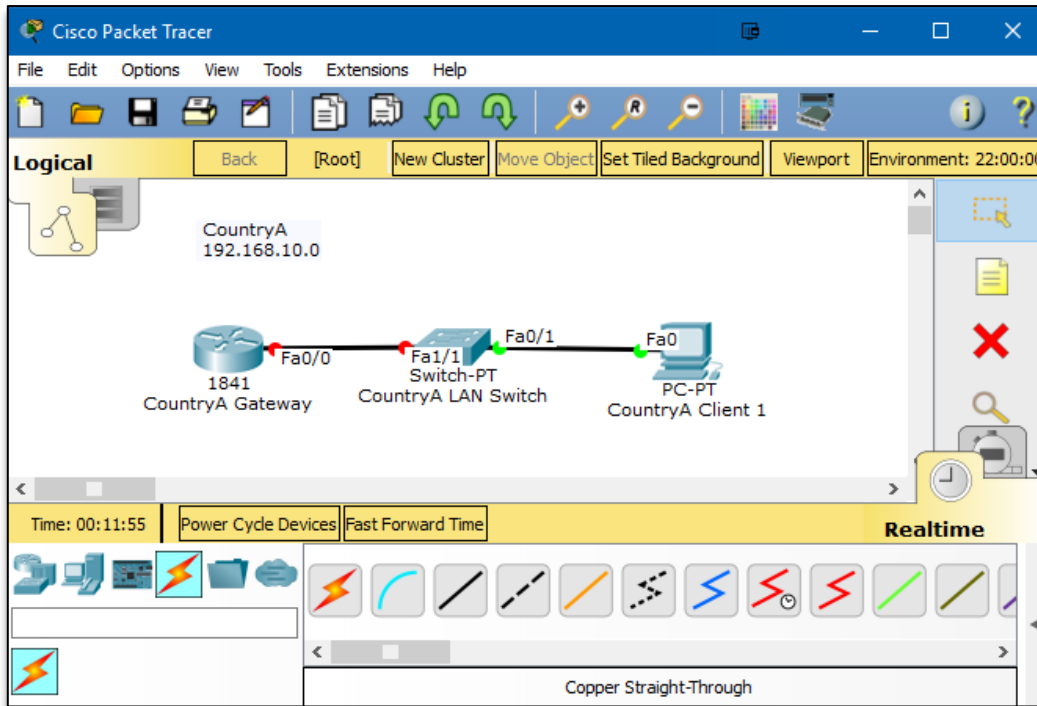 Cisco Packet Tracer
File Edit Options View Tools Extensions Help
R i ?
Logical Back [Root] New Cluster Move Object Set Tiled Background Viewport Environment: 22:00:00
CountryA
192.168.10.0
Fa0/0 Fa1/1 Fa0/1 Fa0
1841
CountryA Gateway
Switch-PT
CountryA LAN Switch
PC-PT
CountryA Client 1
Time: 00:11:55 Power Cycle Devices Fast Forward Time Realtime
Copper Straight-Through